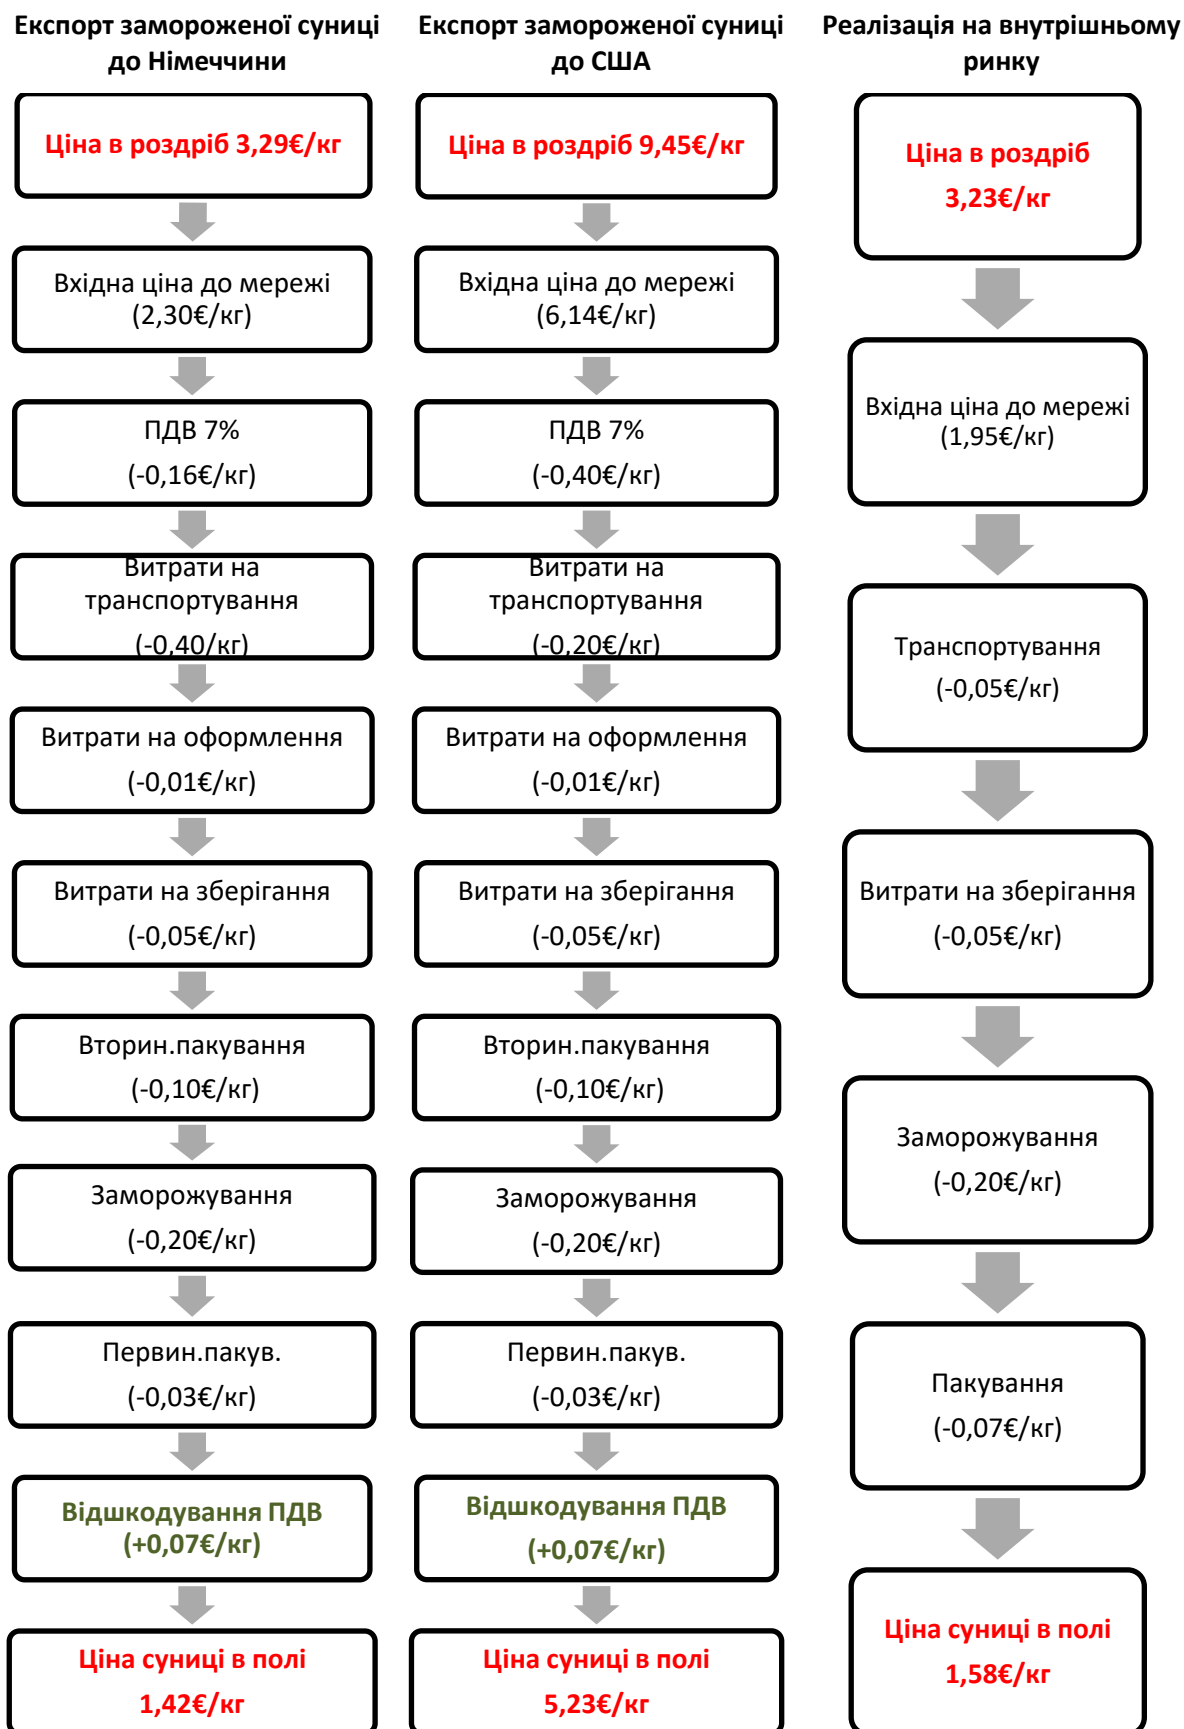 Експорт замороженої суниці
до Німеччини
Ціна в роздріб 3,29€/кг
Вхідна ціна до мережі
(2,30€/кг)
ПДВ 7%
(-0,16€/кг)
Витрати на
транспортування
(-0,40/кг)
Витрати на оформлення
(-0,01€/кг)
Витрати на зберігання
(-0,05€/кг)
Вторин.пакування
(-0,10€/кг)
Заморожування
(-0,20€/кг)
Первин.пакув.
(-0,03€/кг)
Відшкодування ПДВ
(+0,07€/кг)
Ціна суниці в полі
1,42€/кг
Експорт замороженої суниці
до США
Ціна в роздріб 9,45€/кг
Вхідна ціна до мережі
(6,14€/кг)
ПДВ 7%
(-0,40€/кг)
Витрати на
транспортування
(-0,20€/кг)
Витрати на оформлення
(-0,01€/кг)
Витрати на зберігання
(-0,05€/кг)
Вторин.пакування
(-0,10€/кг)
Заморожування
(-0,20€/кг)
Первин.пакув.
(-0,03€/кг)
Відшкодування ПДВ
(+0,07€/кг)
Ціна суниці в полі
5,23€/кг
Реалізація на внутрішньому
ринку
Ціна в роздріб
3,23€/кг
Вхідна ціна до мережі
(1,95€/кг)
Транспортування
(-0,05€/кг)
Витрати на зберігання
(-0,05€/кг)
Заморожування
(-0,20€/кг)
Пакування
(-0,07€/кг)
Ціна суниці в полі
1,58€/кг